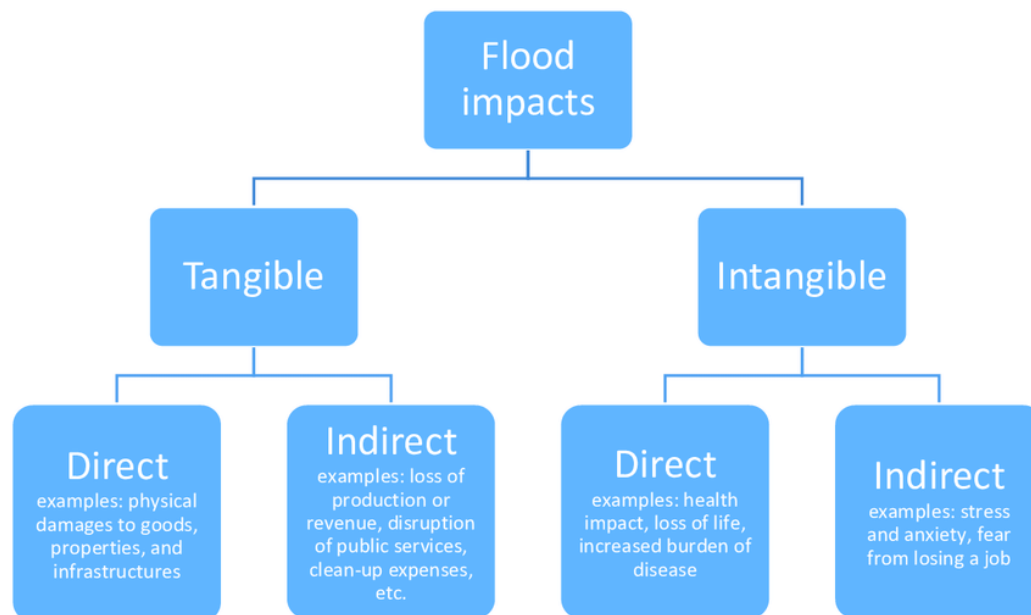 Flood
impacts
Tangible
Intangible
Direct
examples: physical
damages to goods,
properties, and
infrastructures
Indirect
examples: loss of
production or
revenue, disruption
of public services,
clean-up expenses,
etc.
Direct
examples: health
impact, loss of life,
increased burden of
disease
Indirect
examples: stress
and anxiety, fear
from losing a job